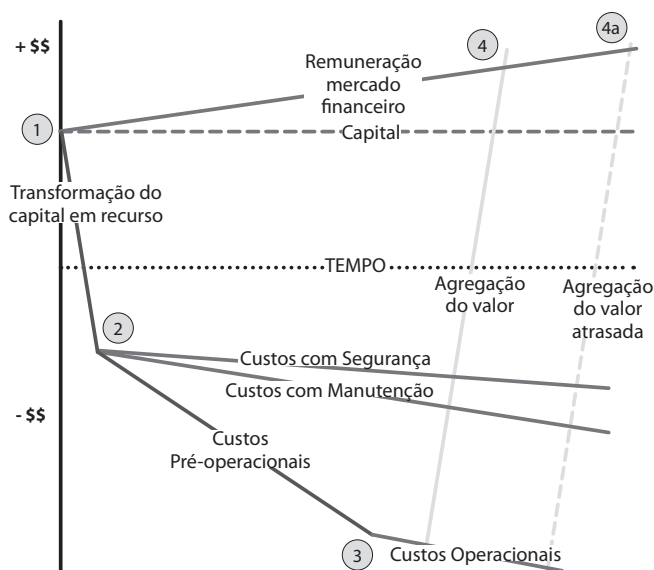 + $$
4
4a
Remuneração
mercado
financeiro
1
Capital
Transformação do
capital em recurso
TEMPO
Agregação
do valor
Agregação
do valor
atrasada
2
Custos com Segurança
Custos com Manutenção
- $$
Custos
Pré-operacionais
3
Custos Operacionais